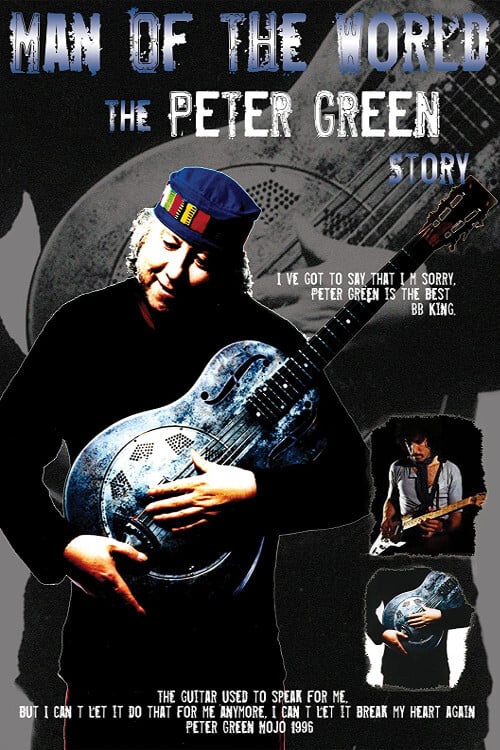 MAN OF THE WORLD
THE PETER GREEN
STORY
I VE GOT TO SAY THAT I M SORRY,
PETER GREEN IS THE BEST
BB KING.
THE GUITAR USED TO SPEAK FOR ME,
BUT I CAN T LET IT DO THAT FOR ME ANYMORE, I CAN T LET IT BREAK MY HEART AGAIN
PETER GREEN MOJO 1996